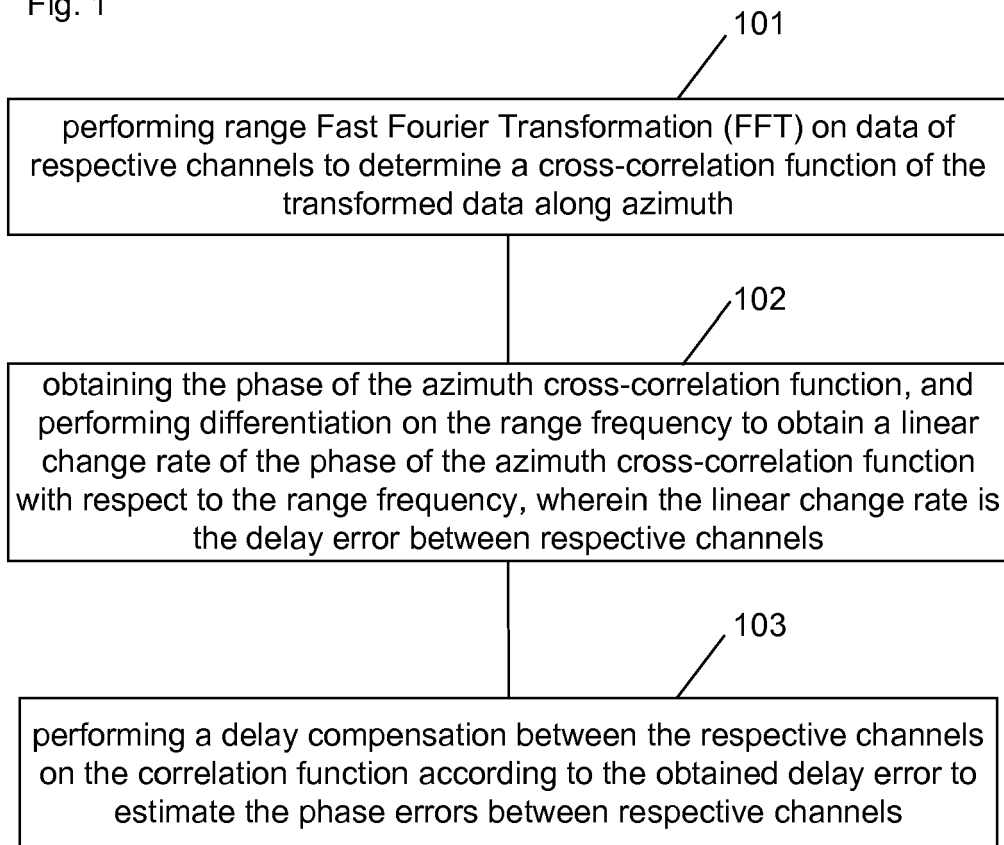 Fig. 1
101
performing range Fast Fourier Transformation (FFT) on data of
respective channels to determine a cross-correlation function of the
transformed data along azimuth
102
obtaining the phase of the azimuth cross-correlation function, and
performing differentiation on the range frequency to obtain a linear
change rate of the phase of the azimuth cross-correlation function
with respect to the range frequency, wherein the linear change rate is
the delay error between respective channels
103
performing a delay compensation between the respective channels
on the correlation function according to the obtained delay error to
estimate the phase errors between respective channels